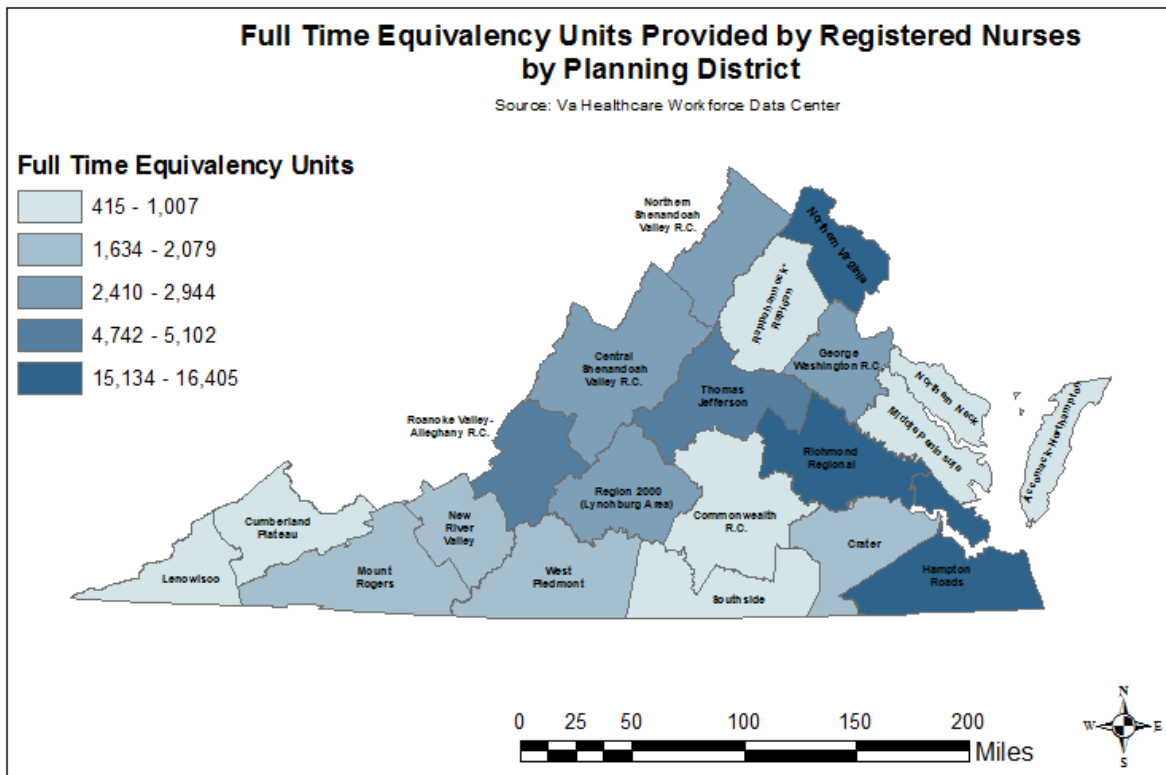 Full Time Equivalency Units Provided by Registered Nurses
by Planning District
Source: Va Healthcare Workforce Data Center
Full Time Equivalency Units
415 - 1,007
1,634 - 2,079
2,410 - 2,944
4,742 - 5,102
15,134 - 16,405
Northern
Shenandoah
Valley R.C.
Northern Virginia
Rappahannock-
Rapidan
Central
Shenandoah
Valley R.C.
George
Washington R.C.
Northern Neck
Thomas
Jefferson
Middle Peninsula
Accomack-Northampton
Roanoke Valley-
Alleghany R.C.
Richmond
Regional
Region 2000
(Lynchburg Area)
Commonwealth
R.C.
New
River
Valley
Cumberland
Plateau
Crater
Lenowisco
Mount
Rogers
West
Piedmont
Hampton
Roads
Southside
0 25 50 100 150 200
Miles
N
W E
S